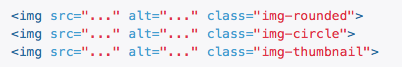 <img src="..." alt="..." class="img-rounded">
<img src="..." alt="..." class="img-circle">
<img src="..." alt="..." class="img-thumbnail">